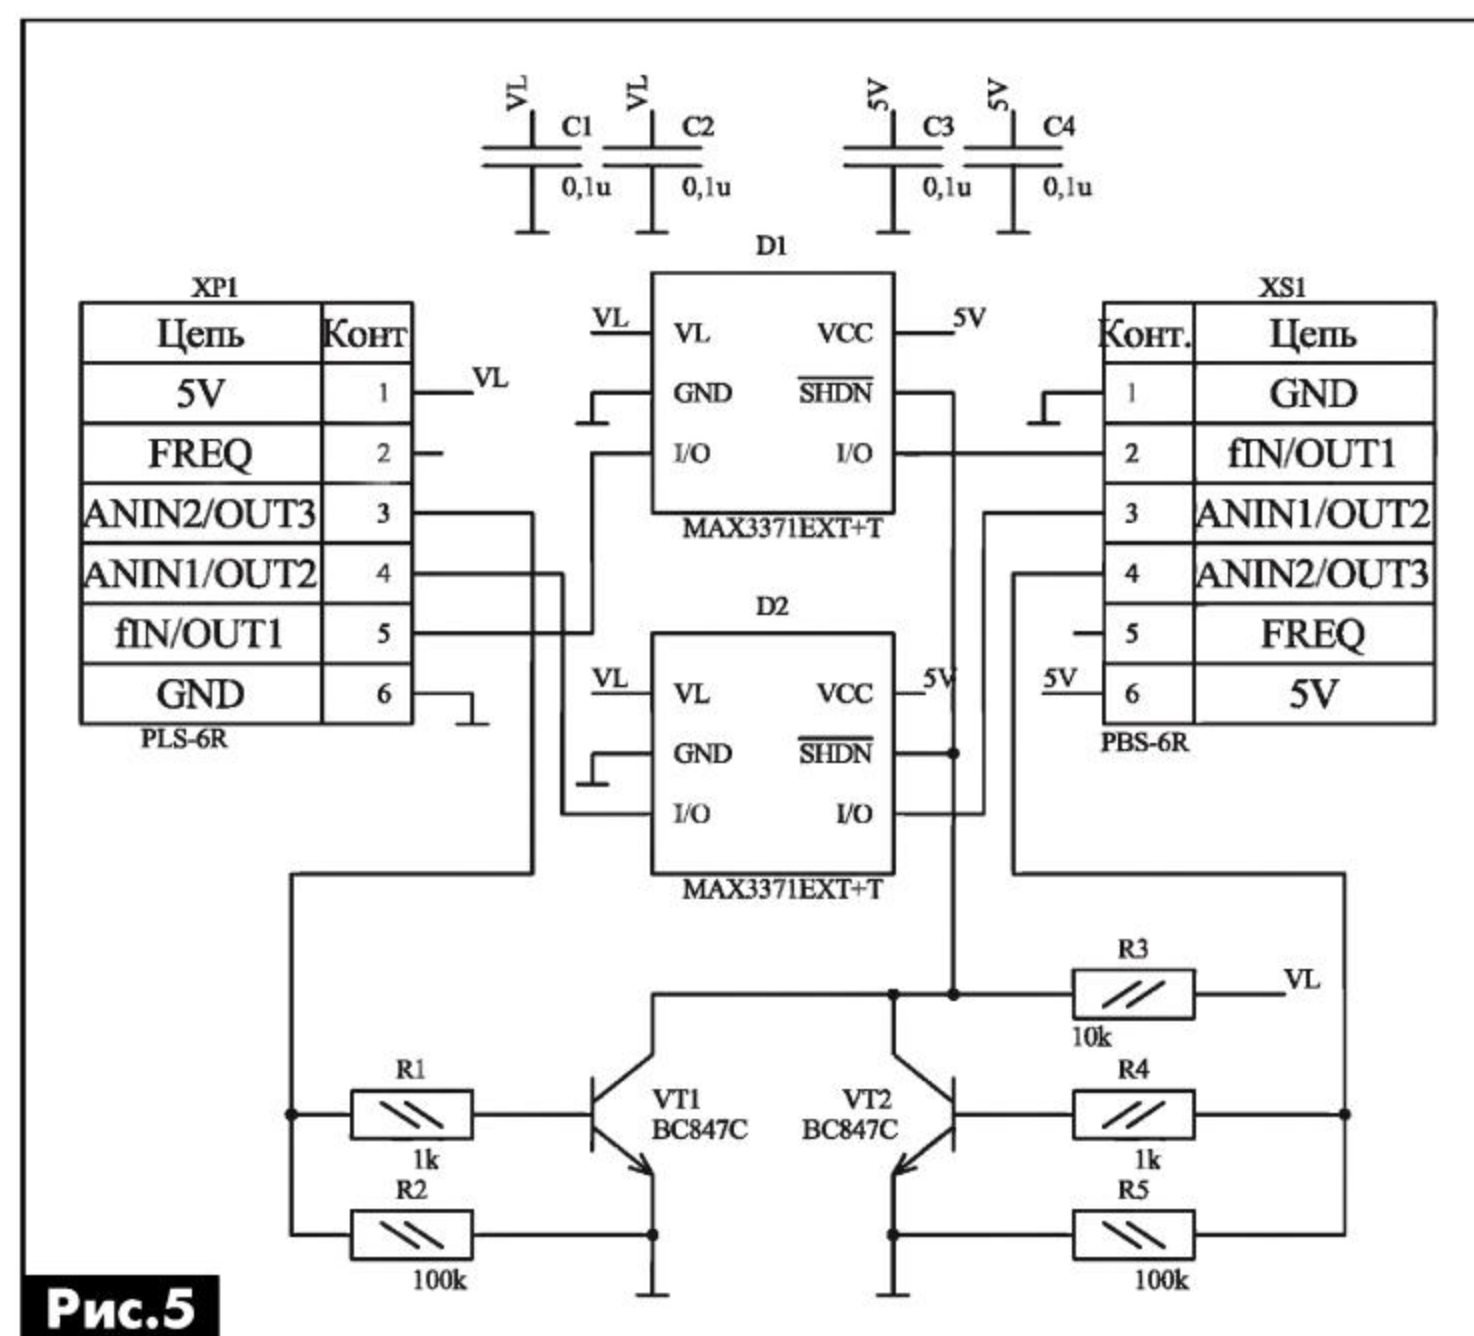 VL
VL
5V
5V
C1
C2
C3
C4
0,1u
0,1u
0,1u
0,1u
D1
VL
VL
VCC
5V
GND
SHDN
I/O
I/O
MAX3371EXT+T
XP1
Цепь Конт
5V 1 VL
FREQ 2
ANIN2/OUT3 3
ANIN1/OUT2 4
fIN/OUT1 5
GND 6
PLS-6R
XS1
Конт. Цепь
1 GND
2 fIN/OUT1
3 ANIN1/OUT2
4 ANIN2/OUT3
5 FREQ
5V 6 5V
PBS-6R
D2
VL
VL
VCC
5V
GND
SHDN
I/O
I/O
MAX3371EXT+T
R3
VL
10k
R1
1k
VT1
BC847C
VT2
BC847C
R4
1k
R2
100k
R5
100k
Рис.5